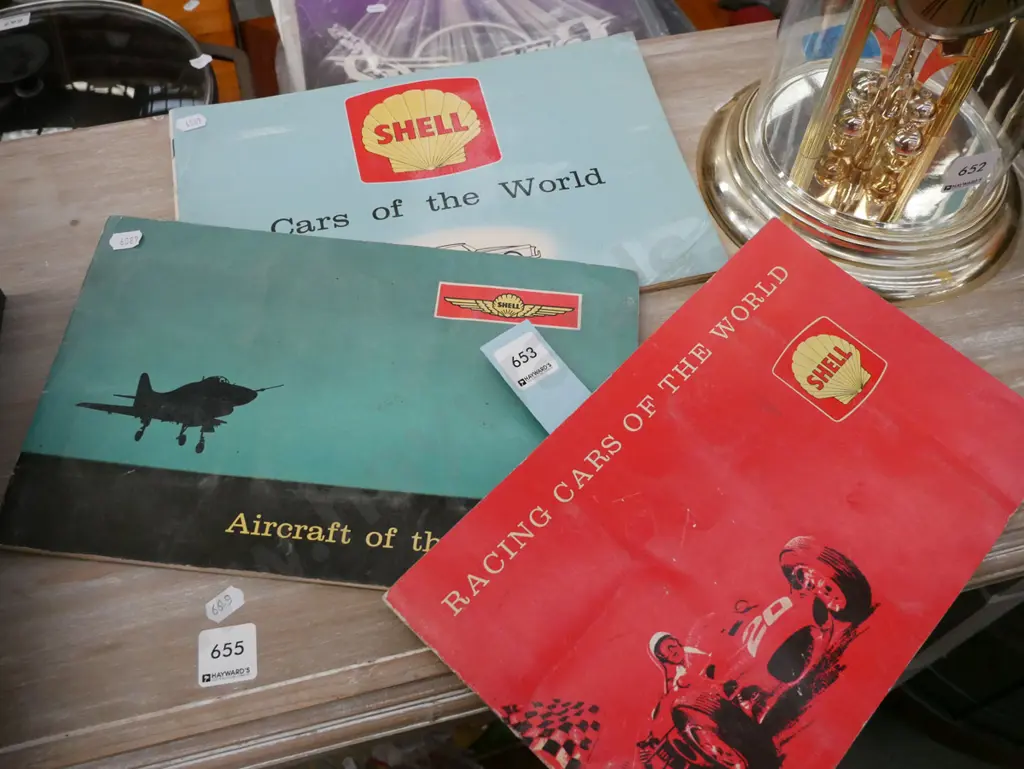 SHELL
Cars of the World
652
HAYWARD'S
SHELL
653
HAYWARD'S
Aircraft of th
RACING CARS OF THE WORLD
SHELL
20
655
HAYWARD'S